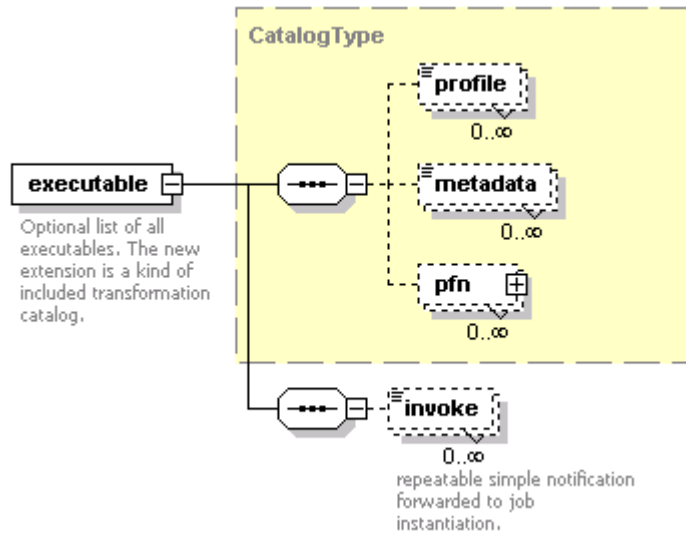 CatalogType
profile
0..∞
executable
metadata
0..∞
Optional list of all
executables. The new
extension is a kind of
included transformation
catalog.
pfn
0..∞
invoke
0..∞
repeatable simple notification
forwarded to job
instantiation.